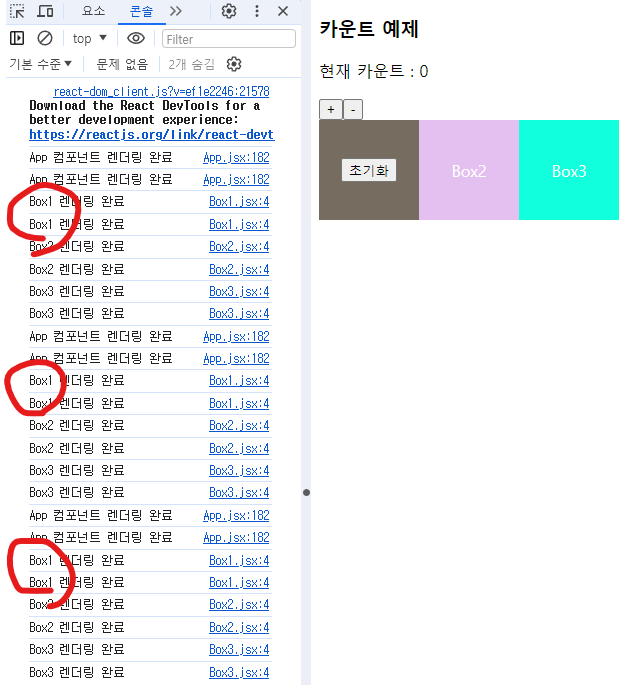 요소
콘솔
top
Filter
기본 수준
문제 없음
2개 숨김
react-dom_client.js?v=ef1e2246:21578
Download the React DevTools for a
better development experience:
https://reactjs.org/link/react-devt
App 컴포넌트 렌더링 완료 App.jsx:182
App 컴포넌트 렌더링 완료 App.jsx:182
Box1 렌더링 완료 Box1.jsx:4
Box1 렌더링 완료 Box1.jsx:4
Box2 렌더링 완료 Box2.jsx:4
Box2 렌더링 완료 Box2.jsx:4
Box3 렌더링 완료 Box3.jsx:4
Box3 렌더링 완료 Box3.jsx:4
App 컴포넌트 렌더링 완료 App.jsx:182
App 컴포넌트 렌더링 완료 App.jsx:182
Box1 렌더링 완료 Box1.jsx:4
Box1 렌더링 완료 Box1.jsx:4
Box2 렌더링 완료 Box2.jsx:4
Box2 렌더링 완료 Box2.jsx:4
Box3 렌더링 완료 Box3.jsx:4
Box3 렌더링 완료 Box3.jsx:4
App 컴포넌트 렌더링 완료 App.jsx:182
App 컴포넌트 렌더링 완료 App.jsx:182
Box1 렌더링 완료 Box1.jsx:4
Box1 렌더링 완료 Box1.jsx:4
Box2 렌더링 완료 Box2.jsx:4
Box2 렌더링 완료 Box2.jsx:4
Box3 렌더링 완료 Box3.jsx:4
Box3 렌더링 완료 Box3.jsx:4
카운트 예제
현재 카운트 : 0
+ -
초기화 Box2 Box3